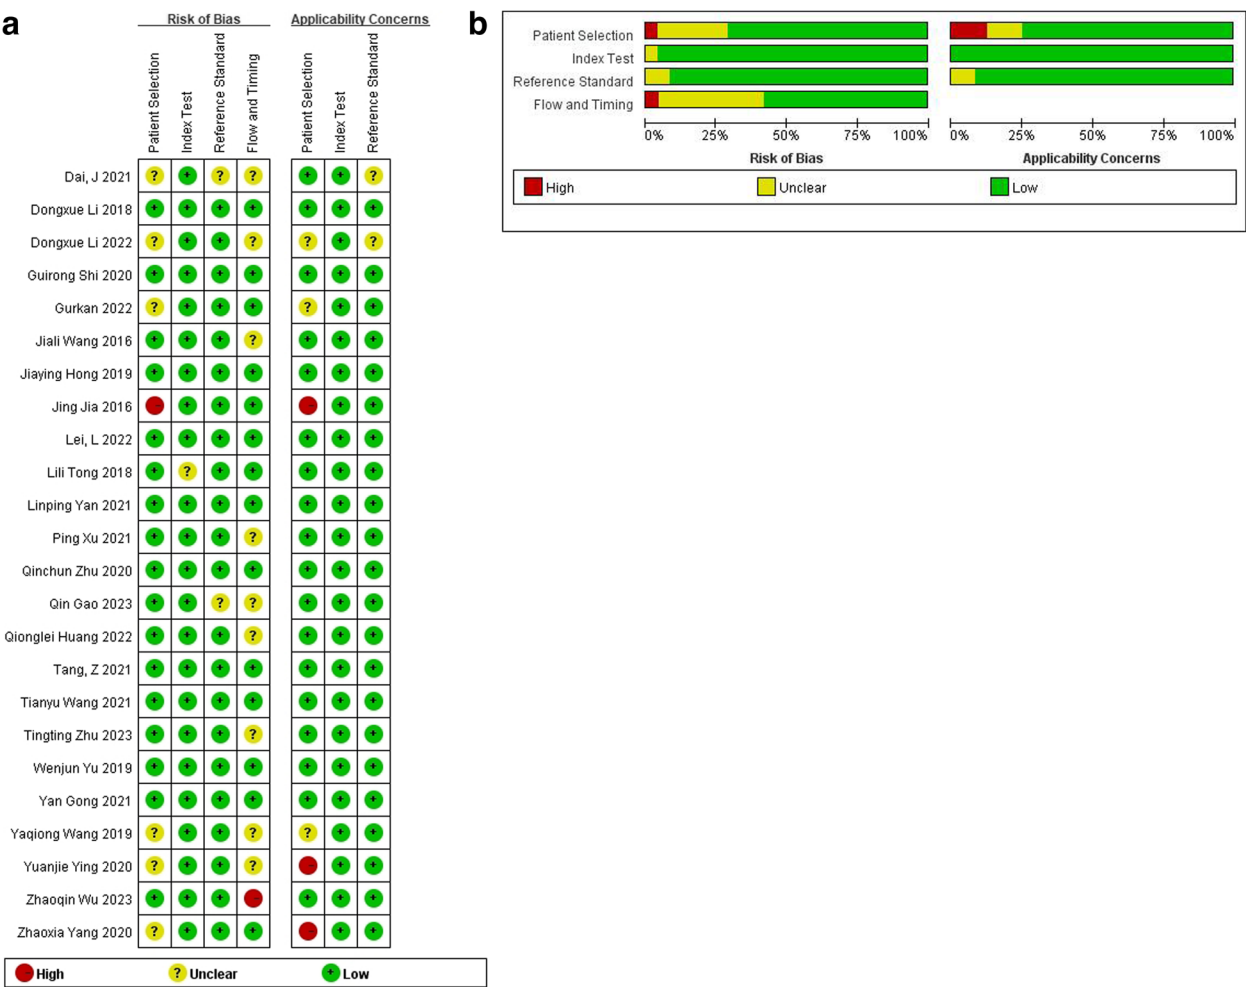 a
Risk of Bias
Applicability Concerns
Patient Selection
Index Test
Reference Standard
Flow and Timing
Patient Selection
Index Test
Reference Standard
Dai, J 2021 ? + ? ? + + ?
Dongxue Li 2018 + + + + + + +
Dongxue Li 2022 ? + + ? ? + ?
Guirong Shi 2020 + + + + + + +
Gurkan 2022 ? + + + ? + +
Jiali Wang 2016 + + + ? + + +
Jiaying Hong 2019 + + + + + + +
Jing Jia 2016 - + + + - + +
Lei, L 2022 + + + + + + +
Lili Tong 2018 + ? + + + + +
Linping Yan 2021 + + + + + + +
Ping Xu 2021 + + + ? + + +
Qinchun Zhu 2020 + + + + + + +
Qin Gao 2023 + + ? ? + + +
Qionglei Huang 2022 + + + ? + + +
Tang, Z 2021 + + + + + + +
Tianyu Wang 2021 + + + + + + +
Tingting Zhu 2023 + + + ? + + +
Wenjun Yu 2019 + + + + + + +
Yan Gong 2021 + + + + + + +
Yaqiong Wang 2019 ? + + ? ? + +
Yuanjie Ying 2020 ? + + ? - + +
Zhaoqin Wu 2023 + + + - + + +
Zhaoxia Yang 2020 ? + + + - + +
- High ? Unclear + Low
b
Patient Selection
Index Test
Reference Standard
Flow and Timing
0% 25% 50% 75% 100%
0% 25% 50% 75% 100%
Risk of Bias
Applicability Concerns
High Unclear Low